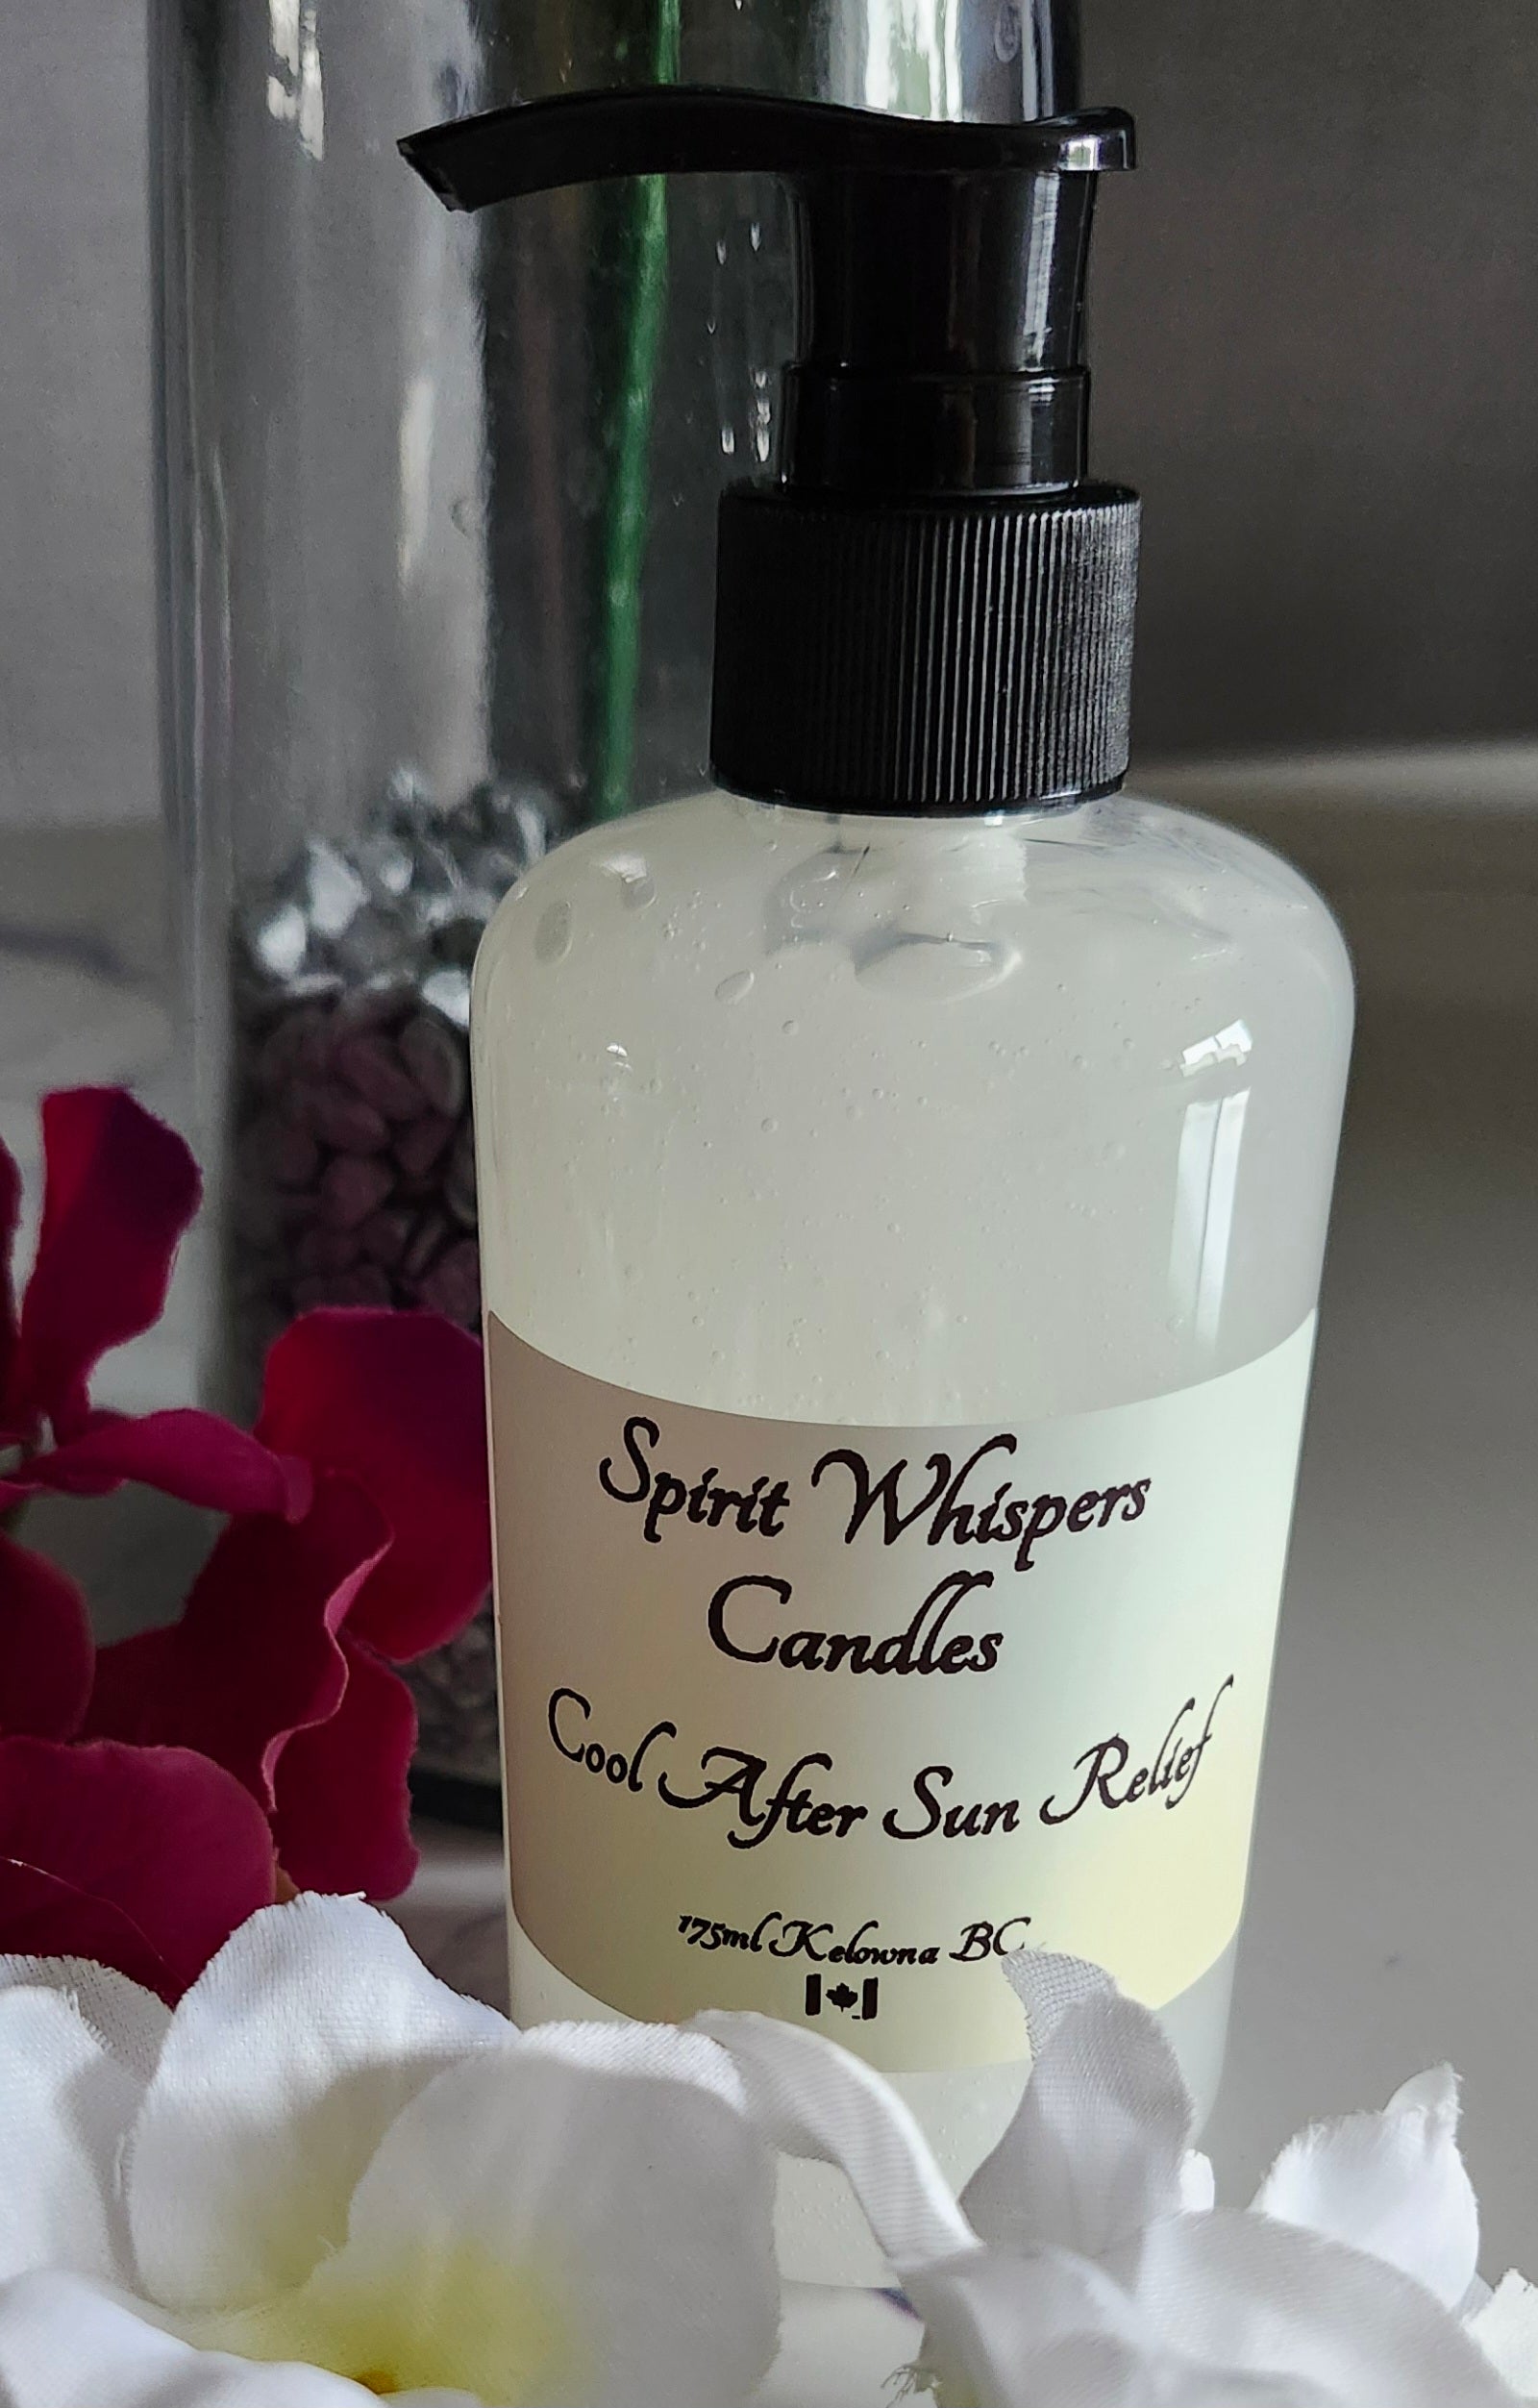 Spirit Whispers
Candles
Cool After Sun Relief
175ml Kelowna BC